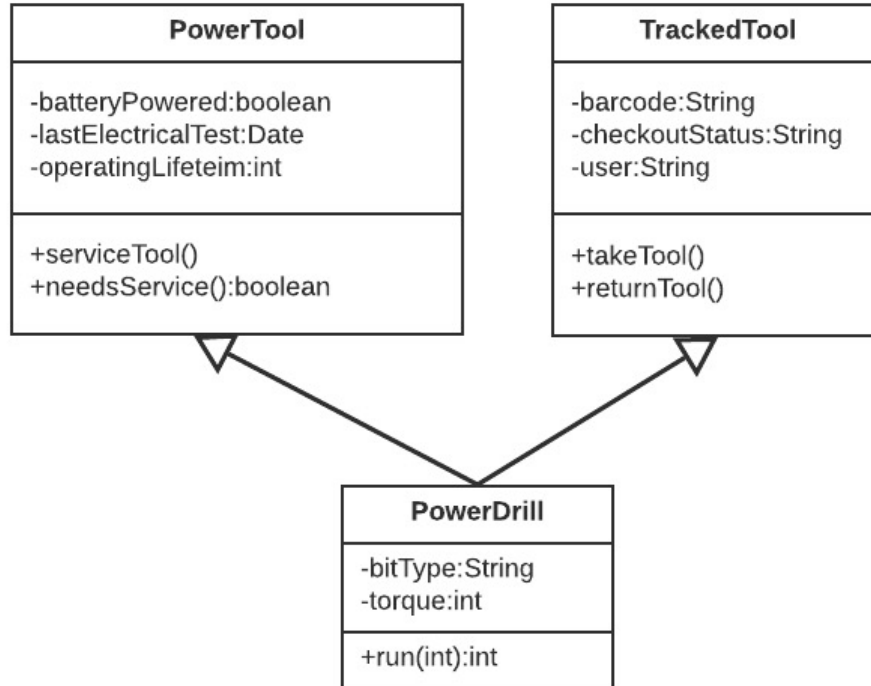 PowerTool
-batteryPowered:boolean
-lastElectricalTest:Date
-operatingLifeteim:int
+serviceTool()
+needsService():boolean
TrackedTool
-barcode:String
-checkoutStatus:String
-user:String
+takeTool()
+returnTool()
PowerDrill
-bitType:String
-torque:int
+run(int):int